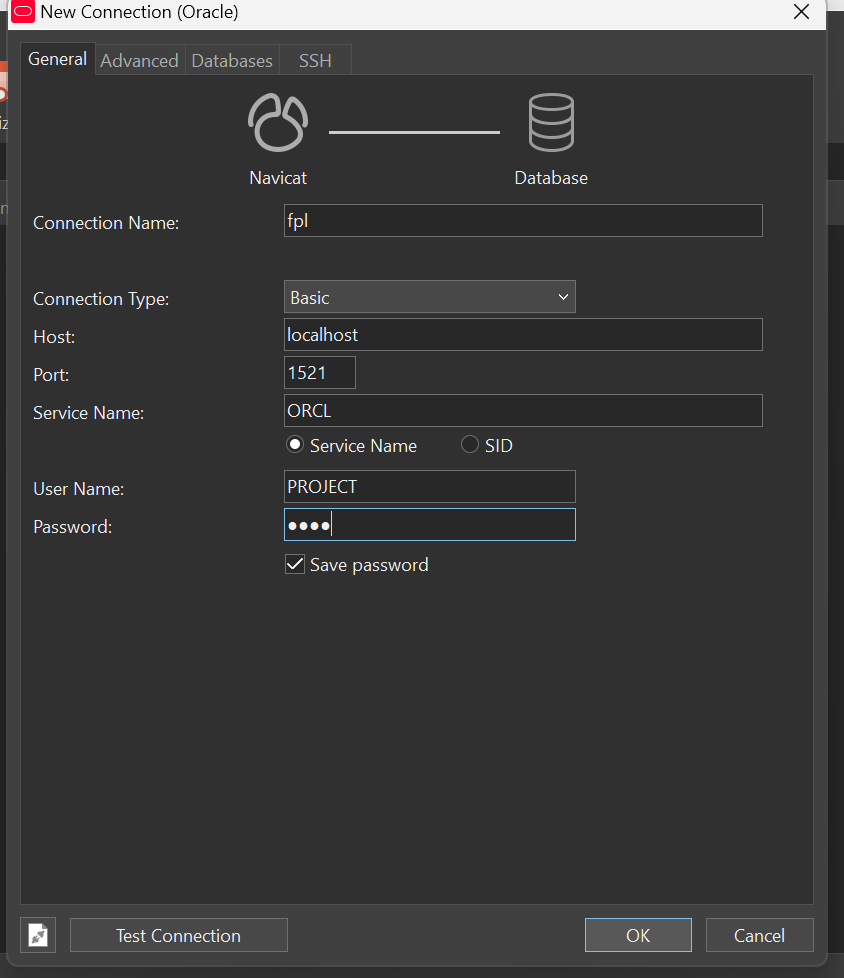 New Connection (Oracle)
General Advanced Databases SSH
Navicat Database
Connection Name: fpl
Connection Type: Basic
Host: localhost
Port: 1521
Service Name: ORCL
Service Name SID
User Name: PROJECT
Password: ●●●●
Save password
Test Connection OK Cancel